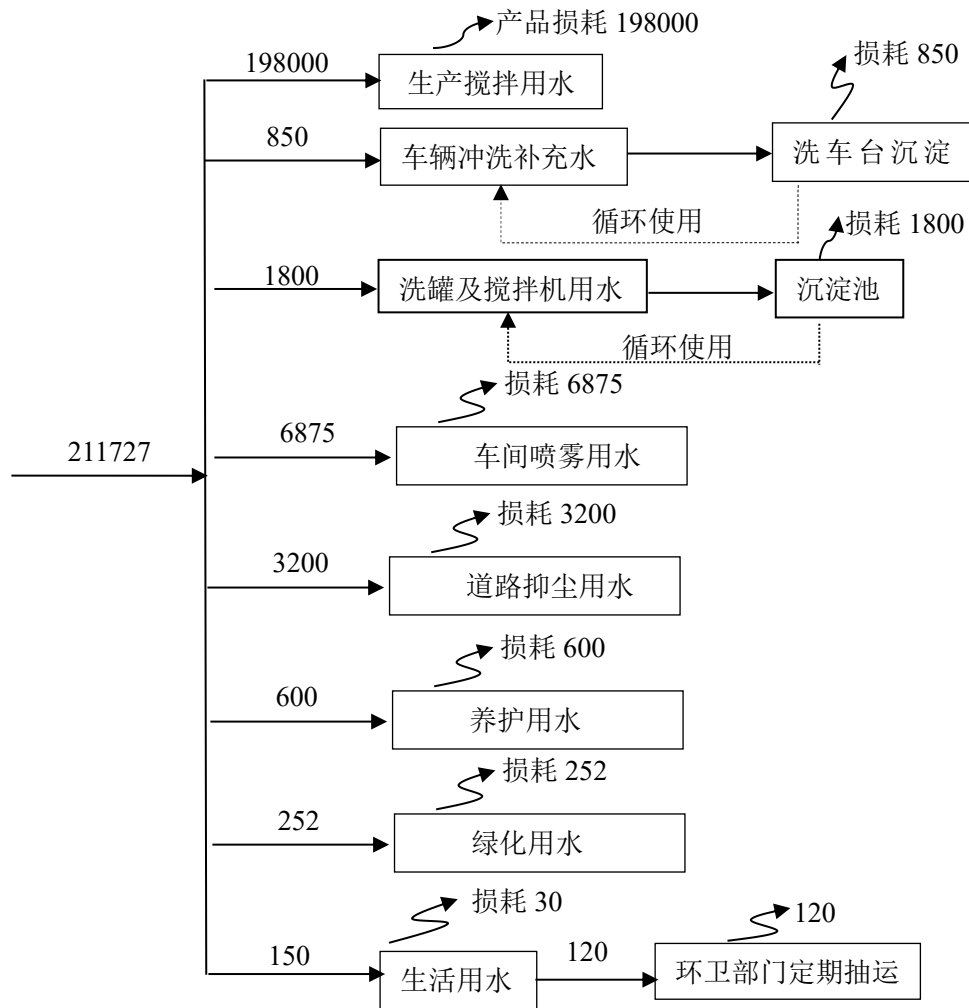 产品损耗 198000
198000
生产搅拌用水
损耗 850
850
车辆冲洗补充水
洗车台沉淀
循环使用
损耗 1800
1800
洗罐及搅拌机用水
沉淀池
循环使用
损耗 6875
6875
车间喷雾用水
211727
损耗 3200
3200
道路抑尘用水
损耗 600
600
养护用水
损耗 252
252
绿化用水
损耗 30
150
生活用水
120
120
环卫部门定期抽运